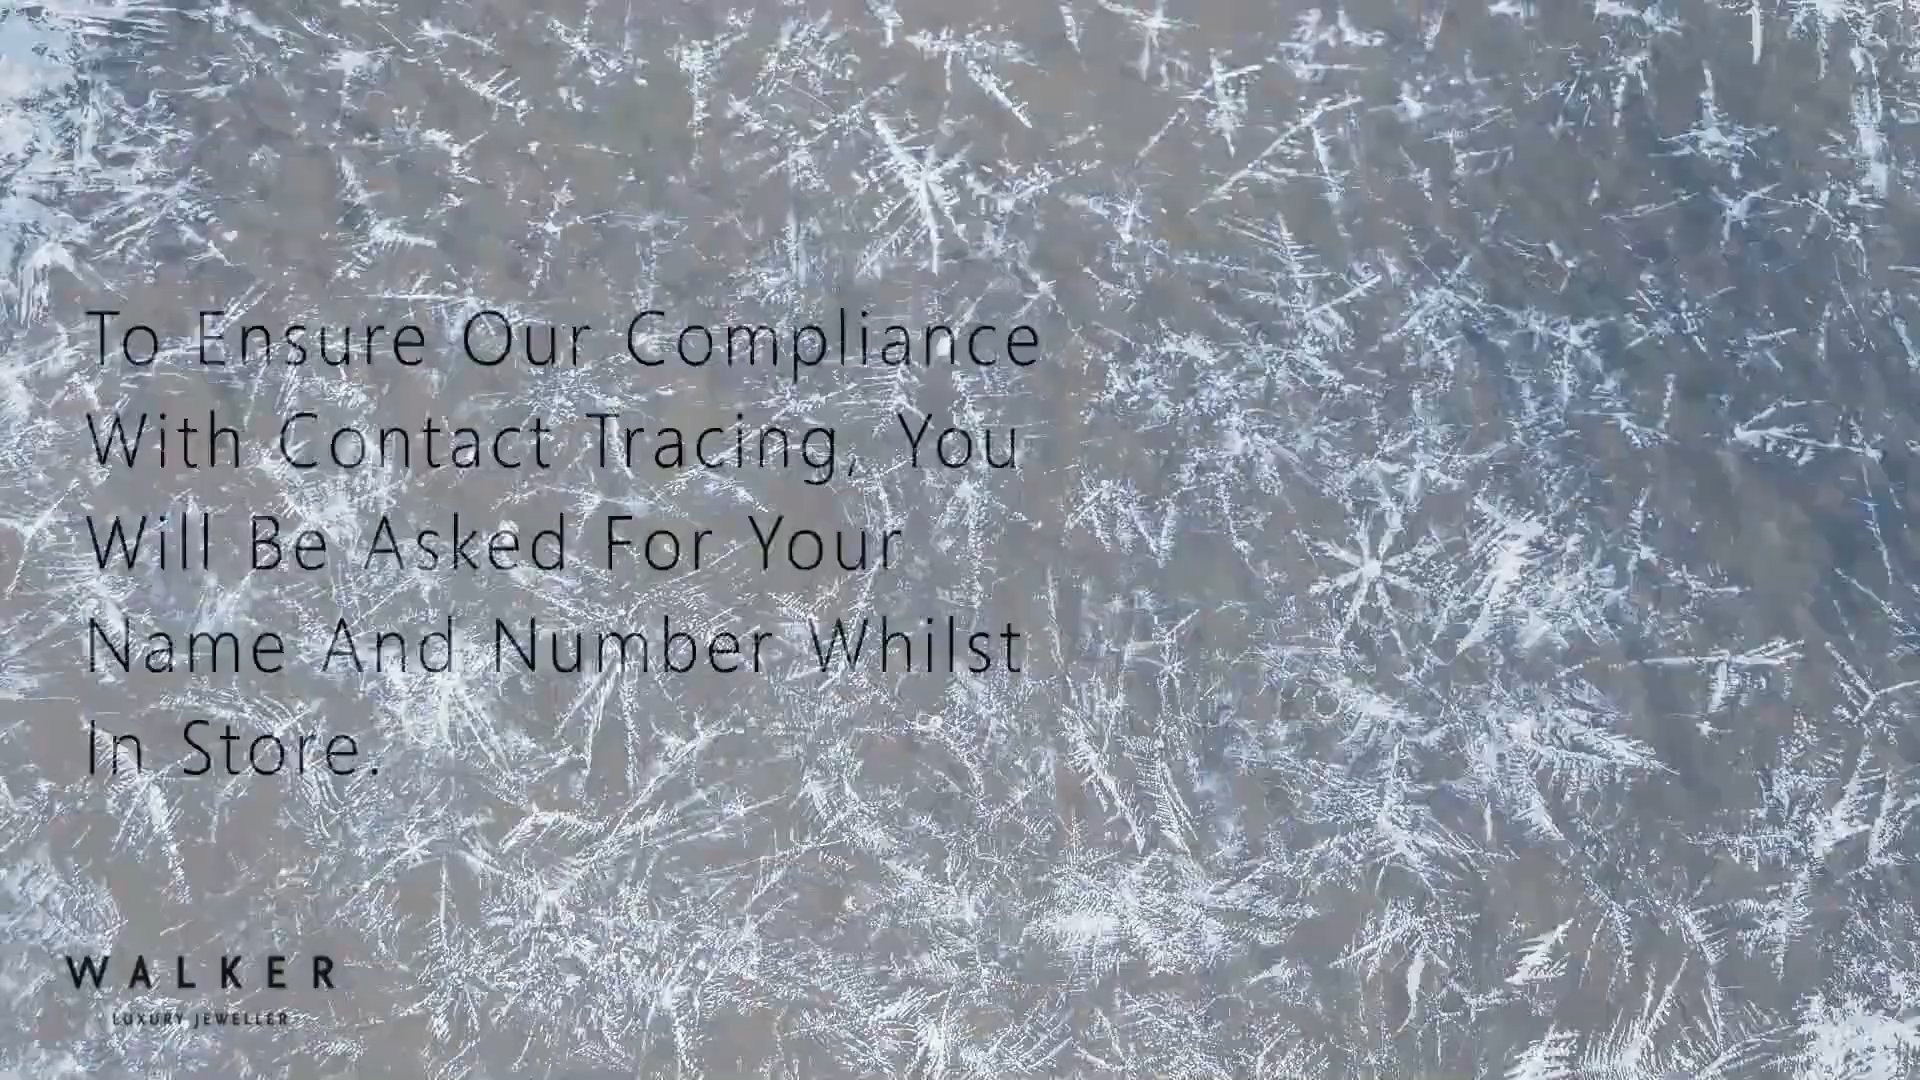 To Ensure Our Compliance
With Contact Tracing, You
Will Be Asked For Your
Name And Number Whilst
In Store.
WALKER
LUXURY JEWELLER